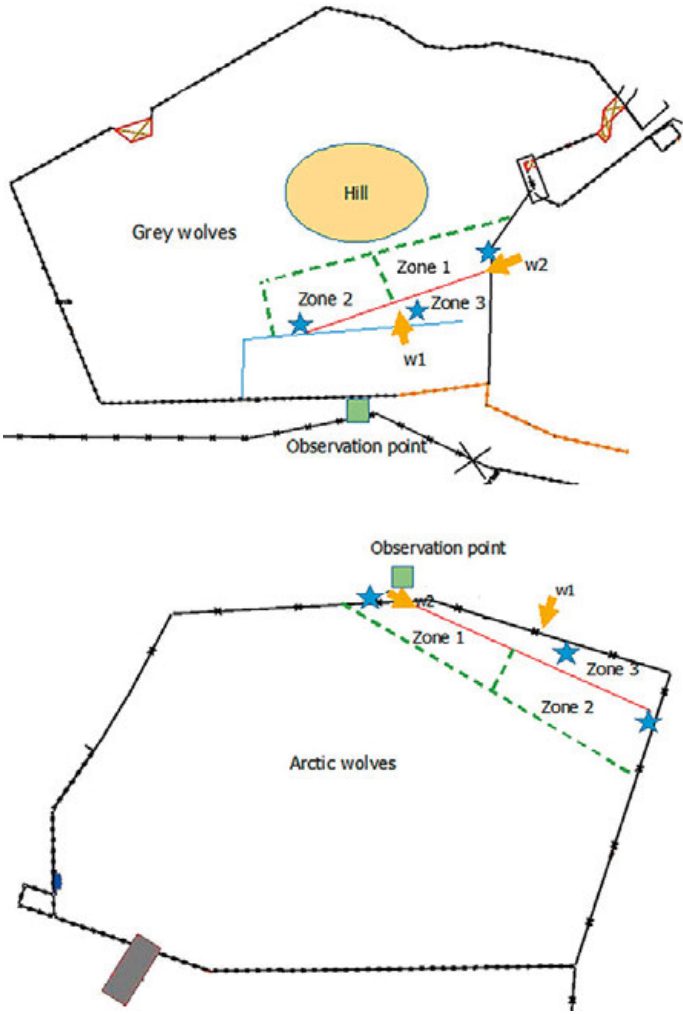 Hill
Grey wolves
Zone 1
w2
Zone 2
Zone 3
w1
Observation point
Observation point
w1
w2
Zone 1
Zone 3
Zone 2
Arctic wolves